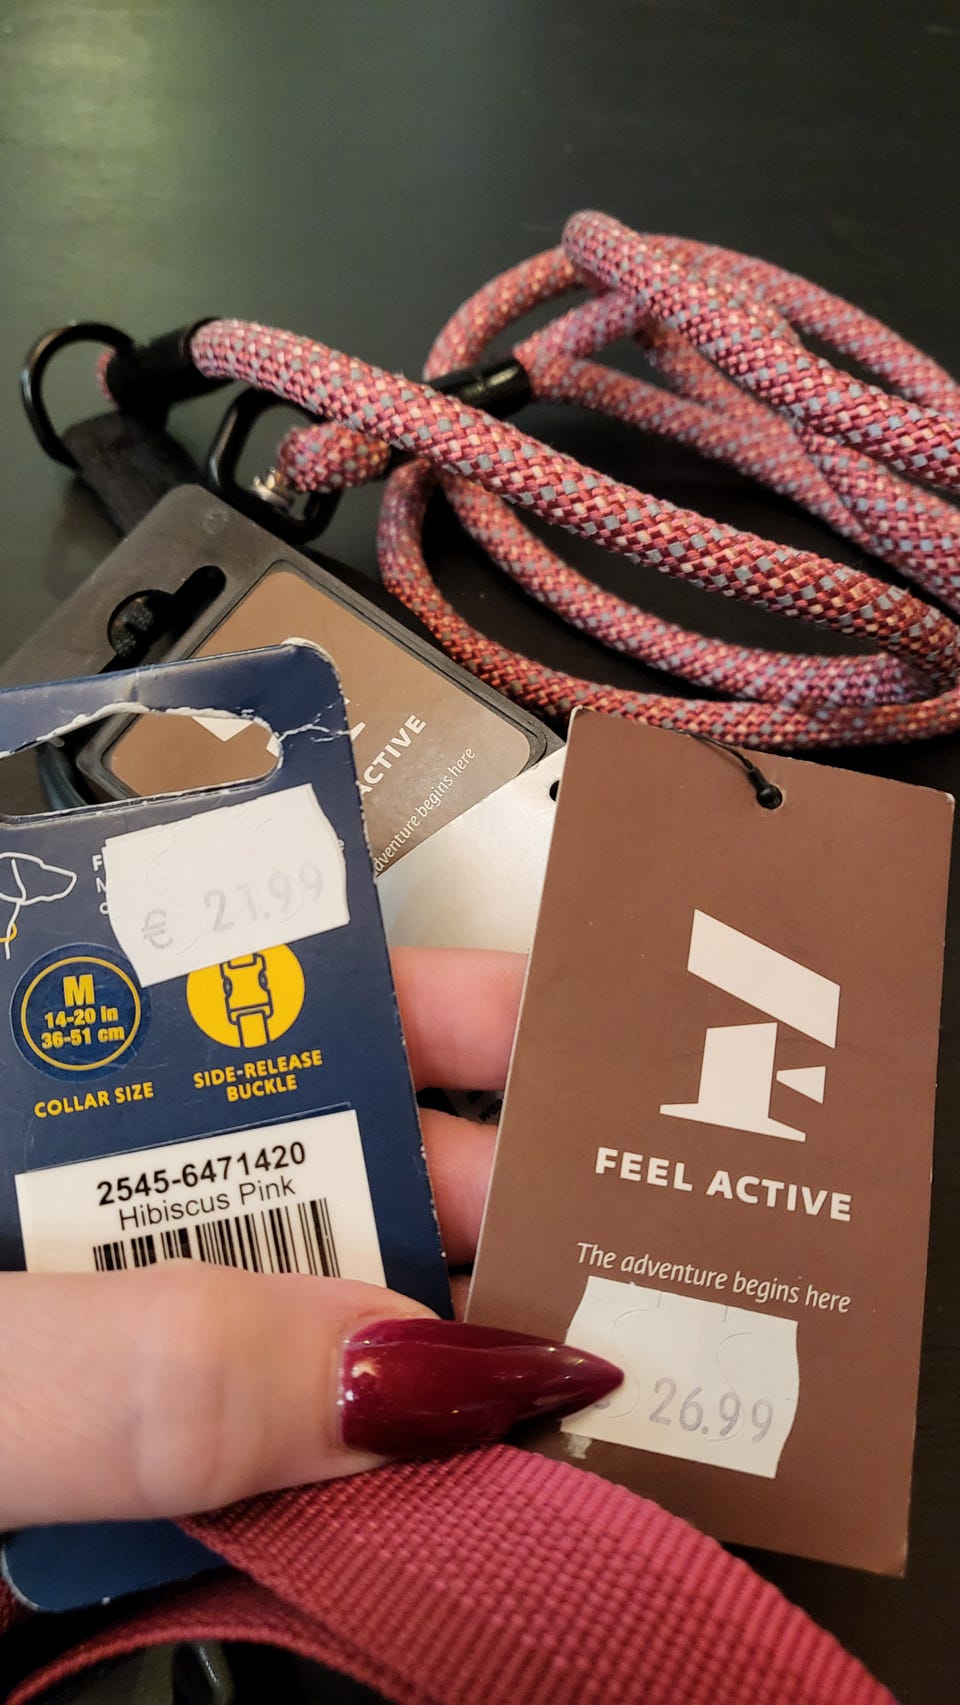 ACTIVE
adventure begins here
€ 21.99
M
14-20 in
36-51 cm
COLLAR SIZE
SIDE-RELEASE
BUCKLE
2545-6471420
Hibiscus Pink
FEEL ACTIVE
The adventure begins here
26.99